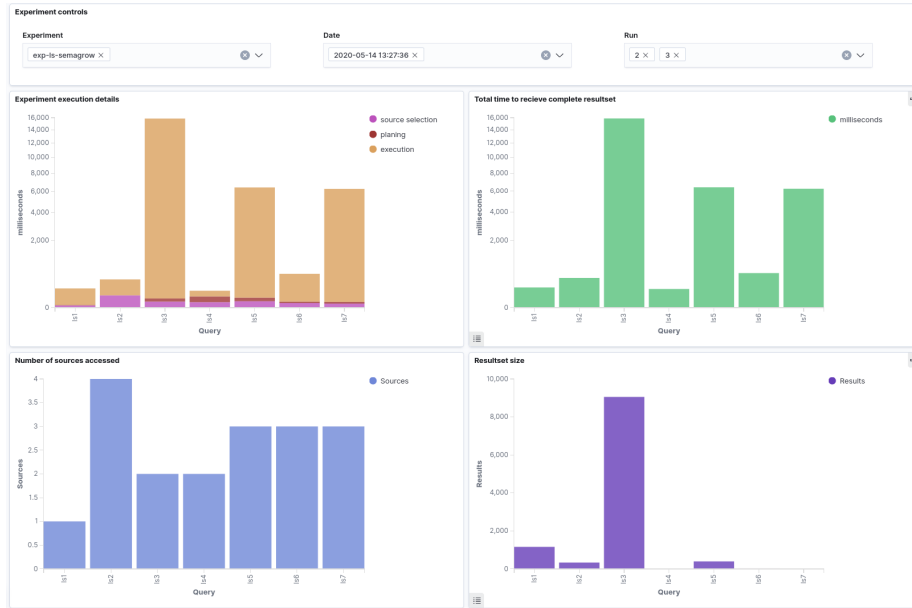 Experiment controls
Experiment
Date
Run
exp-ls-semagrow ×
2020-05-14 13:27:36 ×
2 × 3 ×
Experiment execution details
source selection
planing
execution
16,000
14,000
12,000
10,000
8,000
6,000
4,000
2,000
0
milliseconds
ls1
ls2
ls3
ls4
ls5
ls6
ls7
Query
Total time to recieve complete resultset
milliseconds
16,000
14,000
12,000
10,000
8,000
6,000
4,000
2,000
0
milliseconds
ls1
ls2
ls3
ls4
ls5
ls6
ls7
Query
Number of sources accessed
Sources
4
3.5
3
2.5
2
1.5
1
0.5
0
Sources
ls1
ls2
ls3
ls4
ls5
ls6
ls7
Query
Resultset size
Results
10,000
8,000
6,000
4,000
2,000
0
Results
ls1
ls2
ls3
ls4
ls5
ls6
ls7
Query